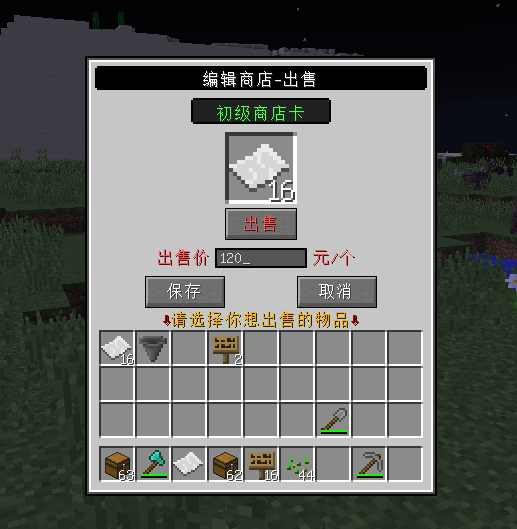 编辑商店-出售
初级商店卡
16
出售
出售价 120_ 元/个
保存 取消
请选择你想出售的物品
16 2
63 62 16 44